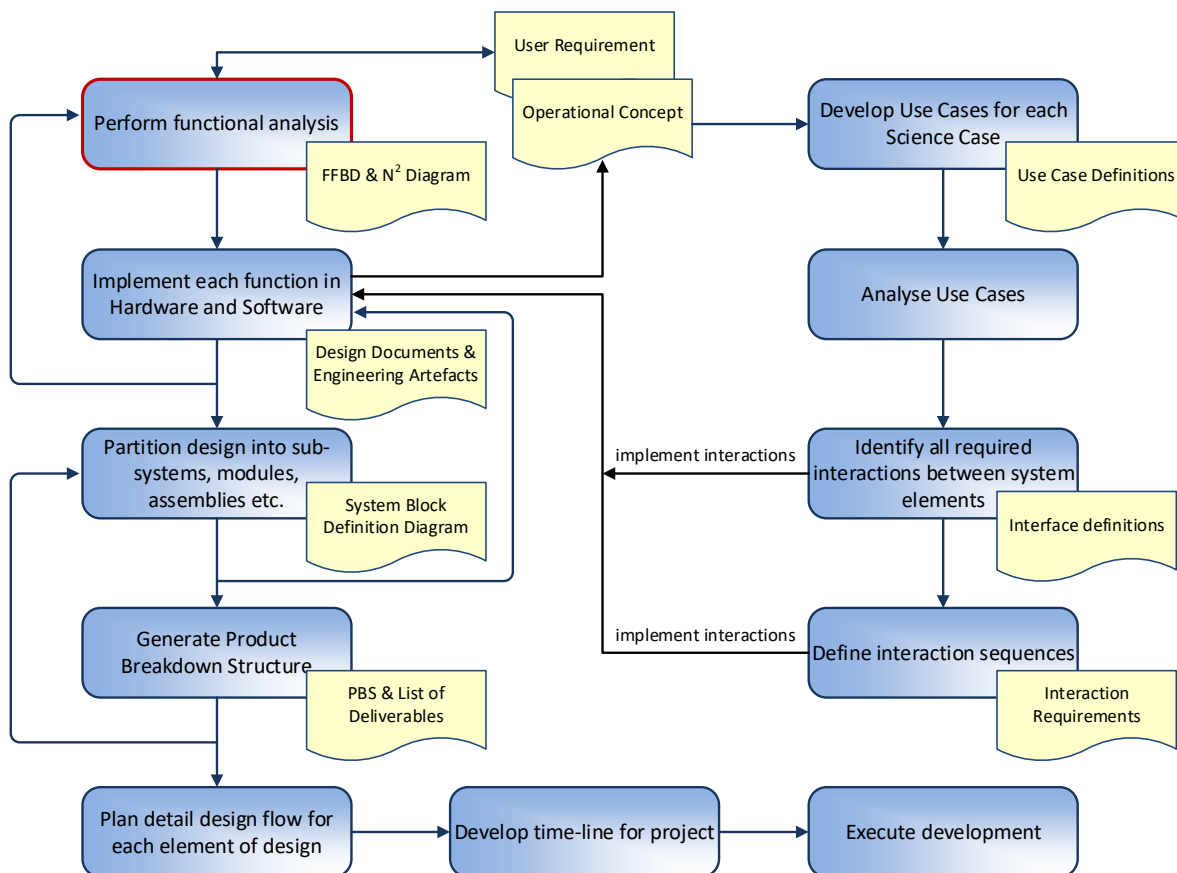 User Requirement
Operational Concept
Perform functional analysis
FFBD & N² Diagram
Develop Use Cases for each
Science Case
Use Case Definitions
Implement each function in
Hardware and Software
Design Documents &
Engineering Artefacts
Analyse Use Cases
Partition design into sub-
systems, modules,
assemblies etc.
System Block
Definition Diagram
implement interactions
Identify all required
interactions between system
elements
Interface definitions
Generate Product
Breakdown Structure
PBS & List of
Deliverables
implement interactions
Define interaction sequences
Interaction
Requirements
Plan detail design flow for
each element of design
Develop time-line for project
Execute development